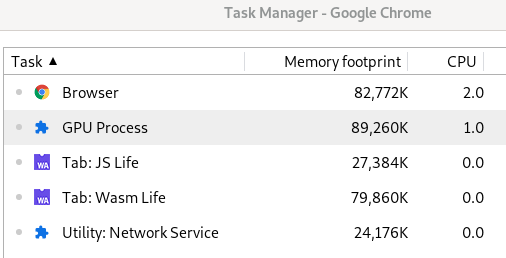 Task Manager - Google Chrome
Task ▲ Memory footprint CPU
Browser 82,772K 2.0
GPU Process 89,260K 1.0
WA Tab: JS Life 27,384K 0.0
WA Tab: Wasm Life 79,860K 0.0
Utility: Network Service 24,176K 0.0